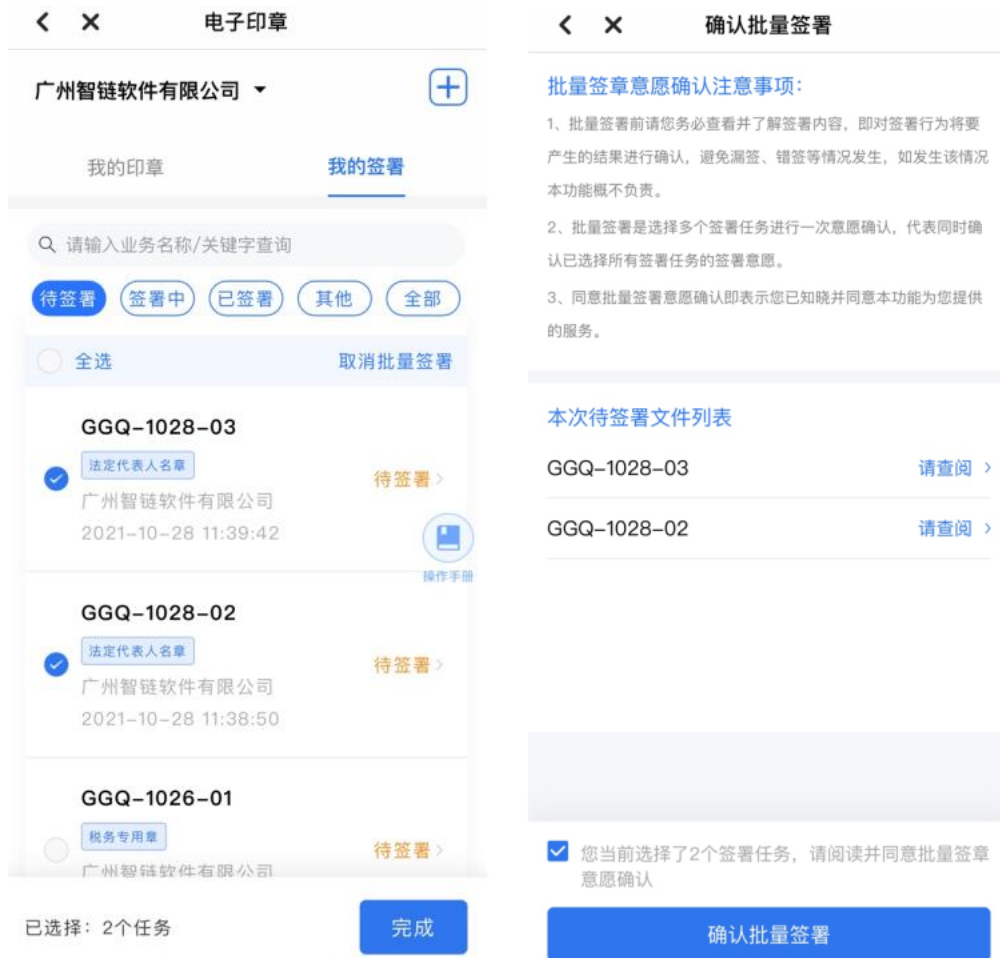 电子印章
广州智链软件有限公司
我的印章 我的签署
请输入业务名称/关键字查询
待签署 签署中 已签署 其他 全部
全选 取消批量签署
GGQ-1028-03
法定代表人名章
待签署
广州智链软件有限公司
2021-10-28 11:39:42
操作手册
GGQ-1028-02
法定代表人名章
待签署
广州智链软件有限公司
2021-10-28 11:38:50
GGQ-1026-01
税务专用章
待签署
广州智链软件有限公司
已选择：2个任务 完成
确认批量签署
批量签章意愿确认注意事项：
1、批量签署前请您务必查看并了解签署内容，即对签署行为将要
产生的结果进行确认，避免漏签、错签等情况发生，如发生该情况
本功能概不负责。
2、批量签署是选择多个签署任务进行一次意愿确认，代表同时确
认已选择所有签署任务的签署意愿。
3、同意批量签署意愿确认即表示您已知晓并同意本功能为您提供
的服务。
本次待签署文件列表
GGQ-1028-03 请查阅
GGQ-1028-02 请查阅
您当前选择了2个签署任务，请阅读并同意批量签章
意愿确认
确认批量签署